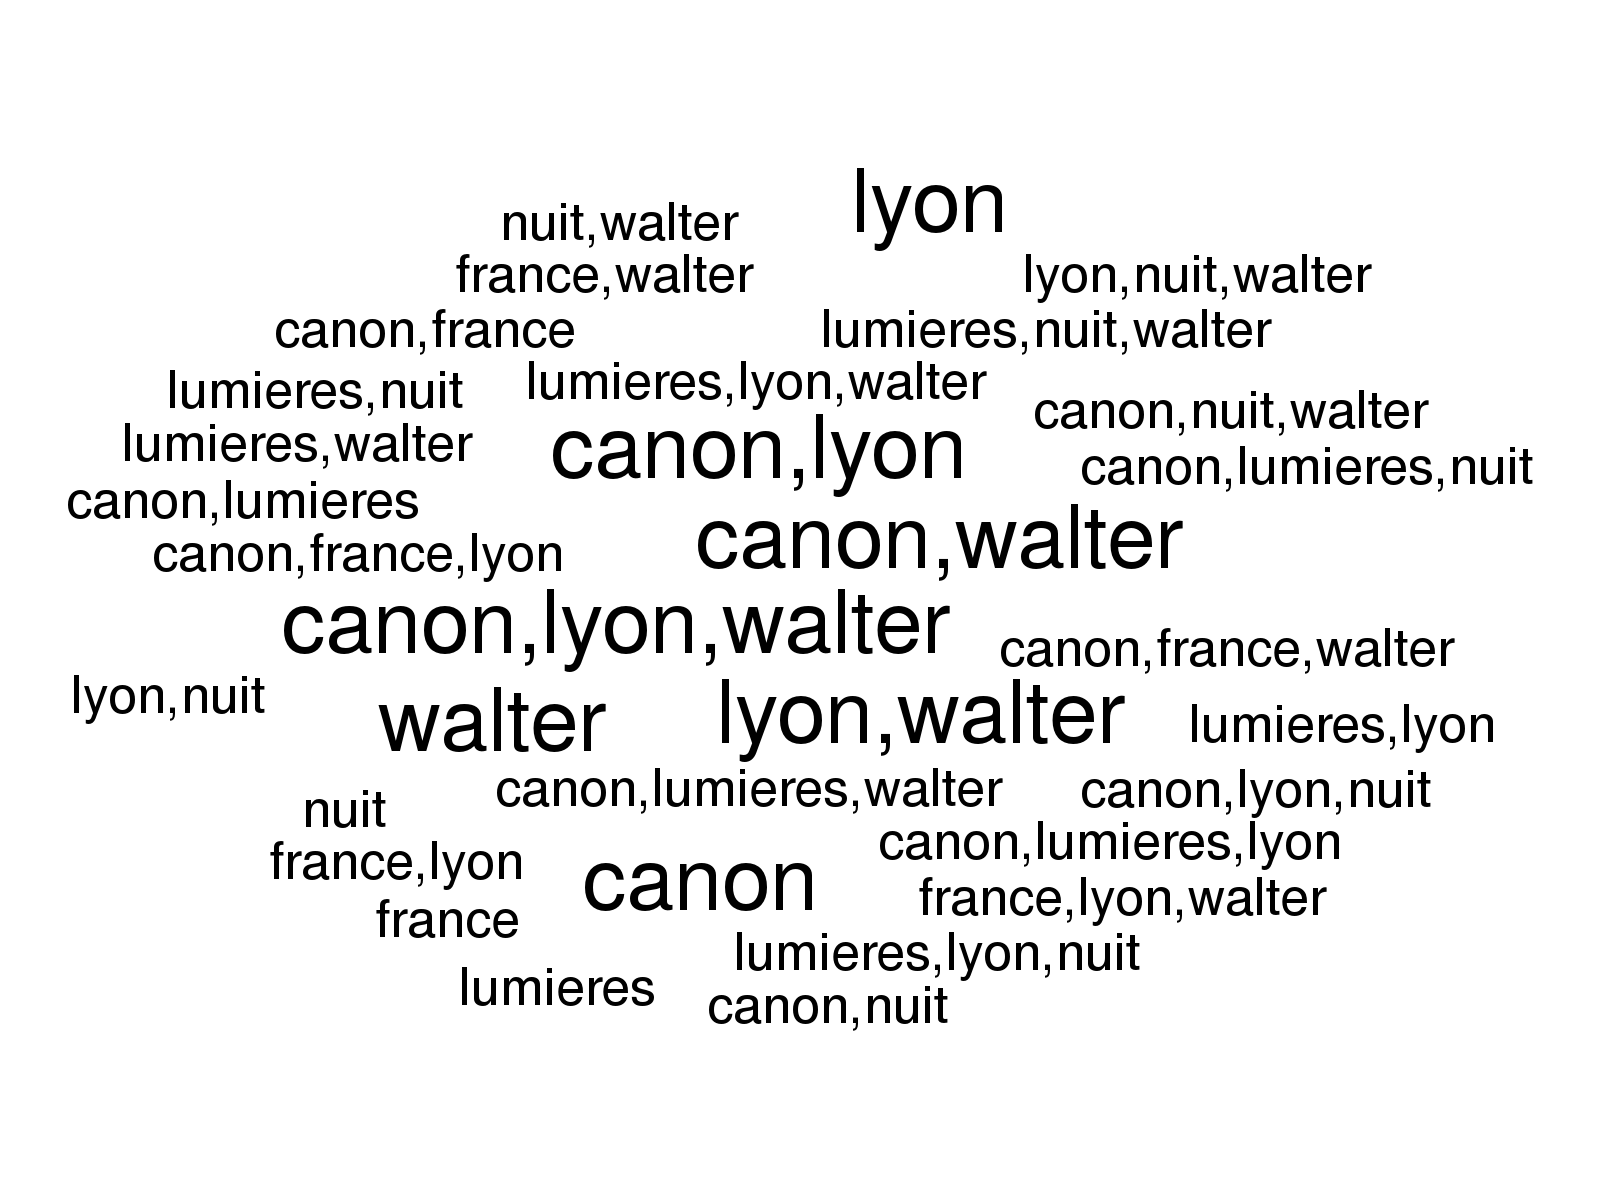 lyon
nuit,walter
france,walter
lyon,nuit,walter
canon,france
lumieres,nuit,walter
lumieres,nuit
lumieres,lyon,walter
canon,nuit,walter
lumieres,walter
canon,lyon
canon,lumieres,nuit
canon,lumieres
canon,walter
canon,france,lyon
canon,lyon,walter
canon,france,walter
lyon,nuit
walter
lyon,walter
lumieres,lyon
canon,lumieres,walter
canon,lyon,nuit
nuit
canon,lumieres,lyon
france,lyon
canon
france,lyon,walter
france
lumieres,lyon,nuit
lumieres
canon,nuit